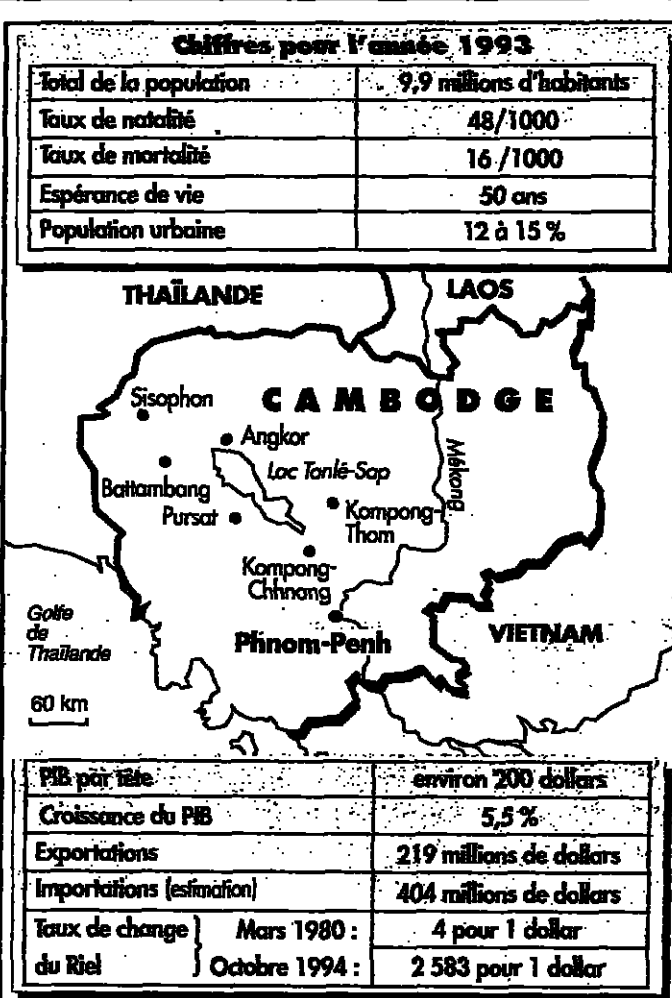 Chiffres pour l'année 1993
Total de la population 9,9 millions d'habitants
Taux de natalité 48/1000
Taux de mortalité 16/1000
Espérance de vie 50 ans
Population urbaine 12 à 15 %
THAÏLANDE
LAOS
Sisophon
CAMBODGE
Angkor
Mékong
Lac Tonlé-Sap
Battambang
Pursat
Kompong-
Thom
Kompong-
Chhnang
Golfe
de
Thaïlande
Phnom-Penh
VIETNAM
60 km
PIB par tête environ 200 dollars
Croissance du PIB 5,5 %
Exportations 219 millions de dollars
Importations (estimation) 404 millions de dollars
Taux de change Mars 1980 : 4 pour 1 dollar
du Riel Octobre 1994 : 2 583 pour 1 dollar